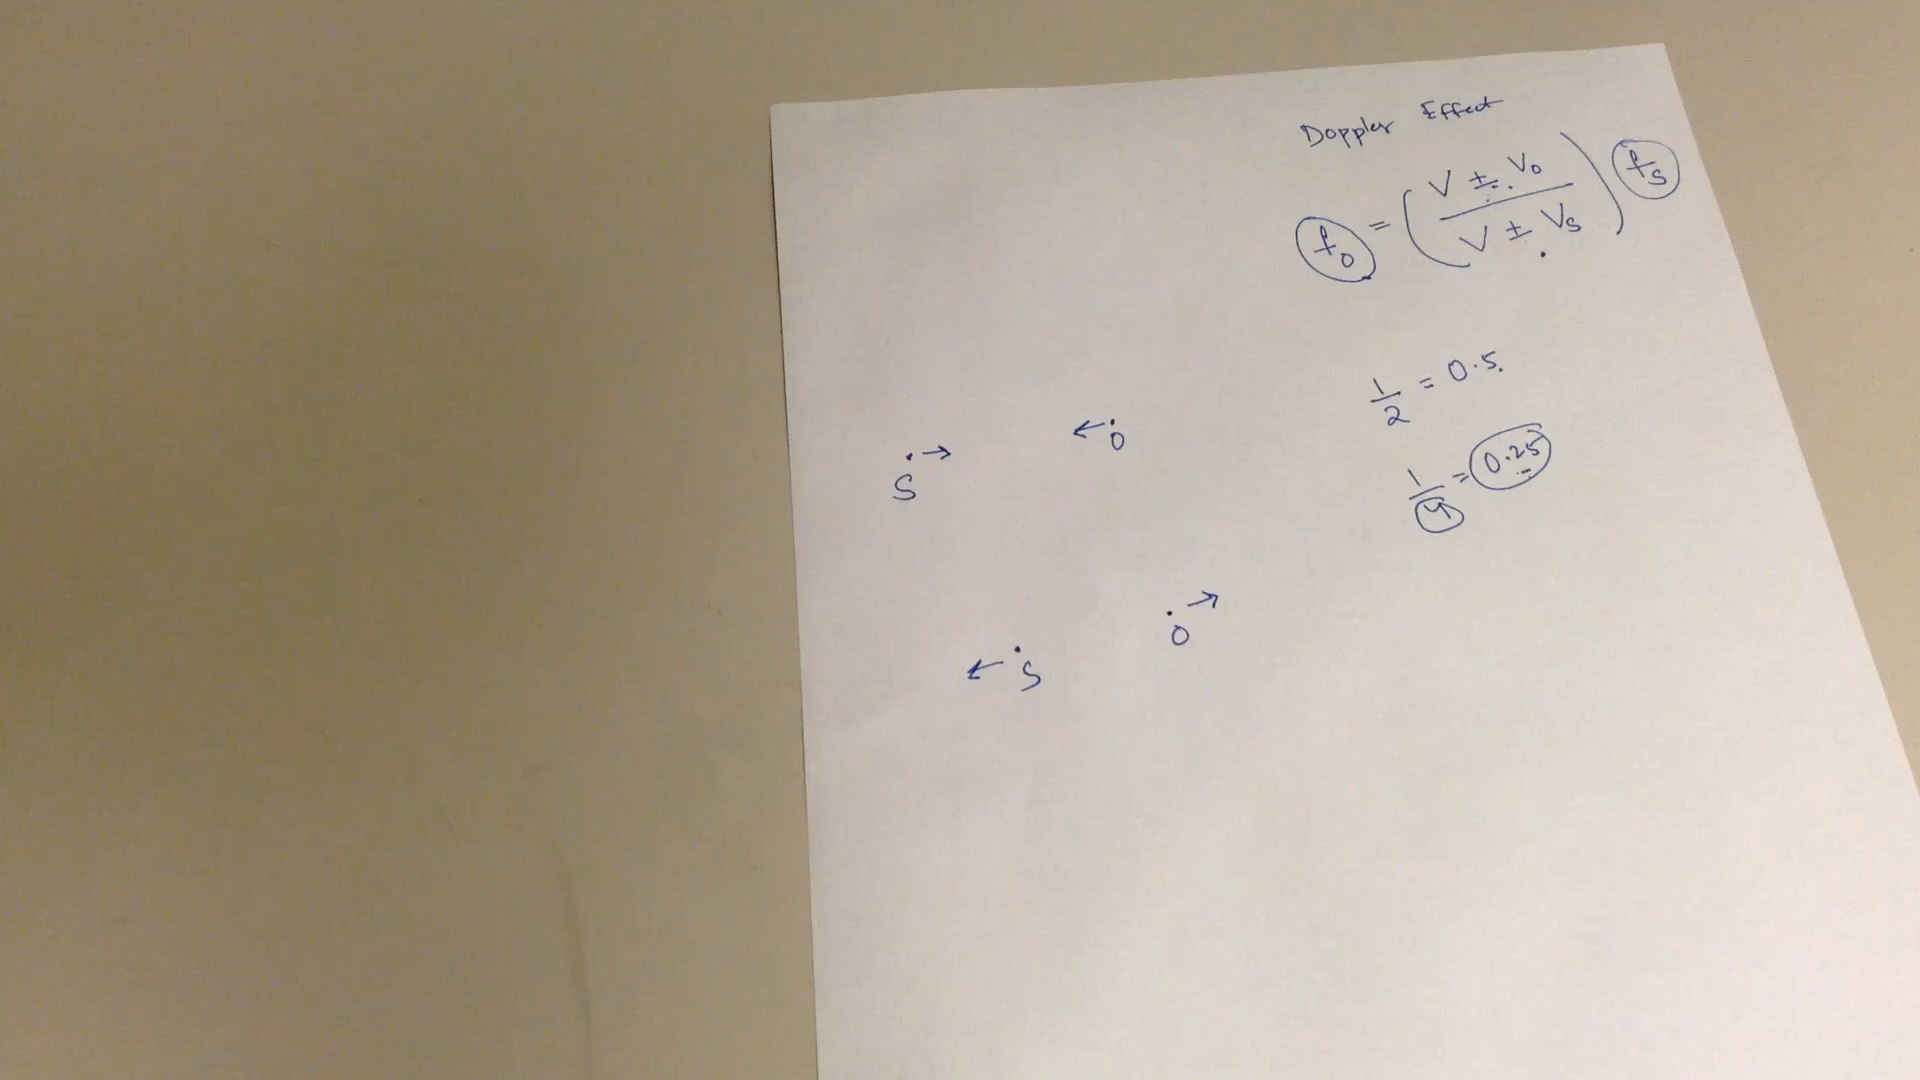 Doppler Effect
f₀ = (V ± V₀ / V ± Vs) fs
1/2 = 0.5
S → ← O
1/4 = 0.25
O →
← S